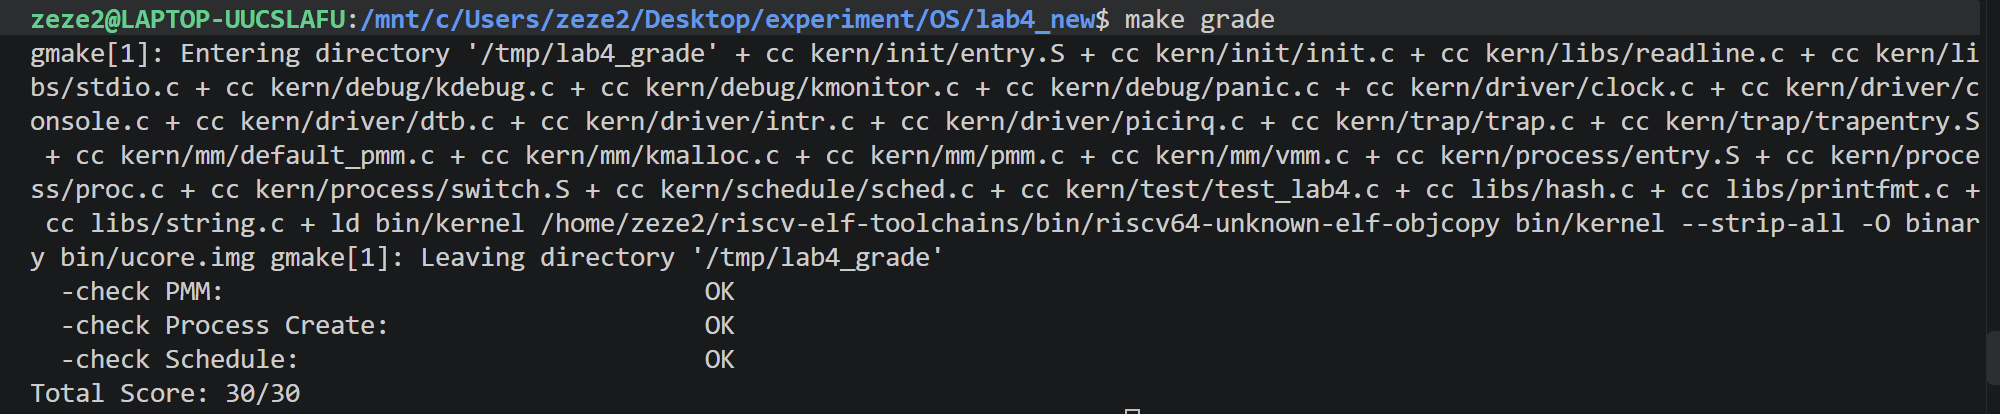 zeze2@LAPTOP-UUCSLAFU:/mnt/c/Users/zeze2/Desktop/experiment/OS/lab4_new$ make grade
gmake[1]: Entering directory '/tmp/lab4_grade' + cc kern/init/entry.S + cc kern/init/init.c + cc kern/libs/readline.c + cc kern/li
bs/stdio.c + cc kern/debug/kdebug.c + cc kern/debug/kmonitor.c + cc kern/debug/panic.c + cc kern/driver/clock.c + cc kern/driver/c
onsole.c + cc kern/driver/dtb.c + cc kern/driver/intr.c + cc kern/driver/picirq.c + cc kern/trap/trap.c + cc kern/trap/trapentry.S
 + cc kern/mm/default_pmm.c + cc kern/mm/kmalloc.c + cc kern/mm/pmm.c + cc kern/mm/vmm.c + cc kern/process/entry.S + cc kern/proce
ss/proc.c + cc kern/process/switch.S + cc kern/schedule/sched.c + cc kern/test/test_lab4.c + cc libs/hash.c + cc libs/printfmt.c +
 cc libs/string.c + ld bin/kernel /home/zeze2/riscv-elf-toolchains/bin/riscv64-unknown-elf-objcopy bin/kernel --strip-all -O binar
y bin/ucore.img gmake[1]: Leaving directory '/tmp/lab4_grade'
  -check PMM:                                OK
  -check Process Create:                     OK
  -check Schedule:                           OK
Total Score: 30/30